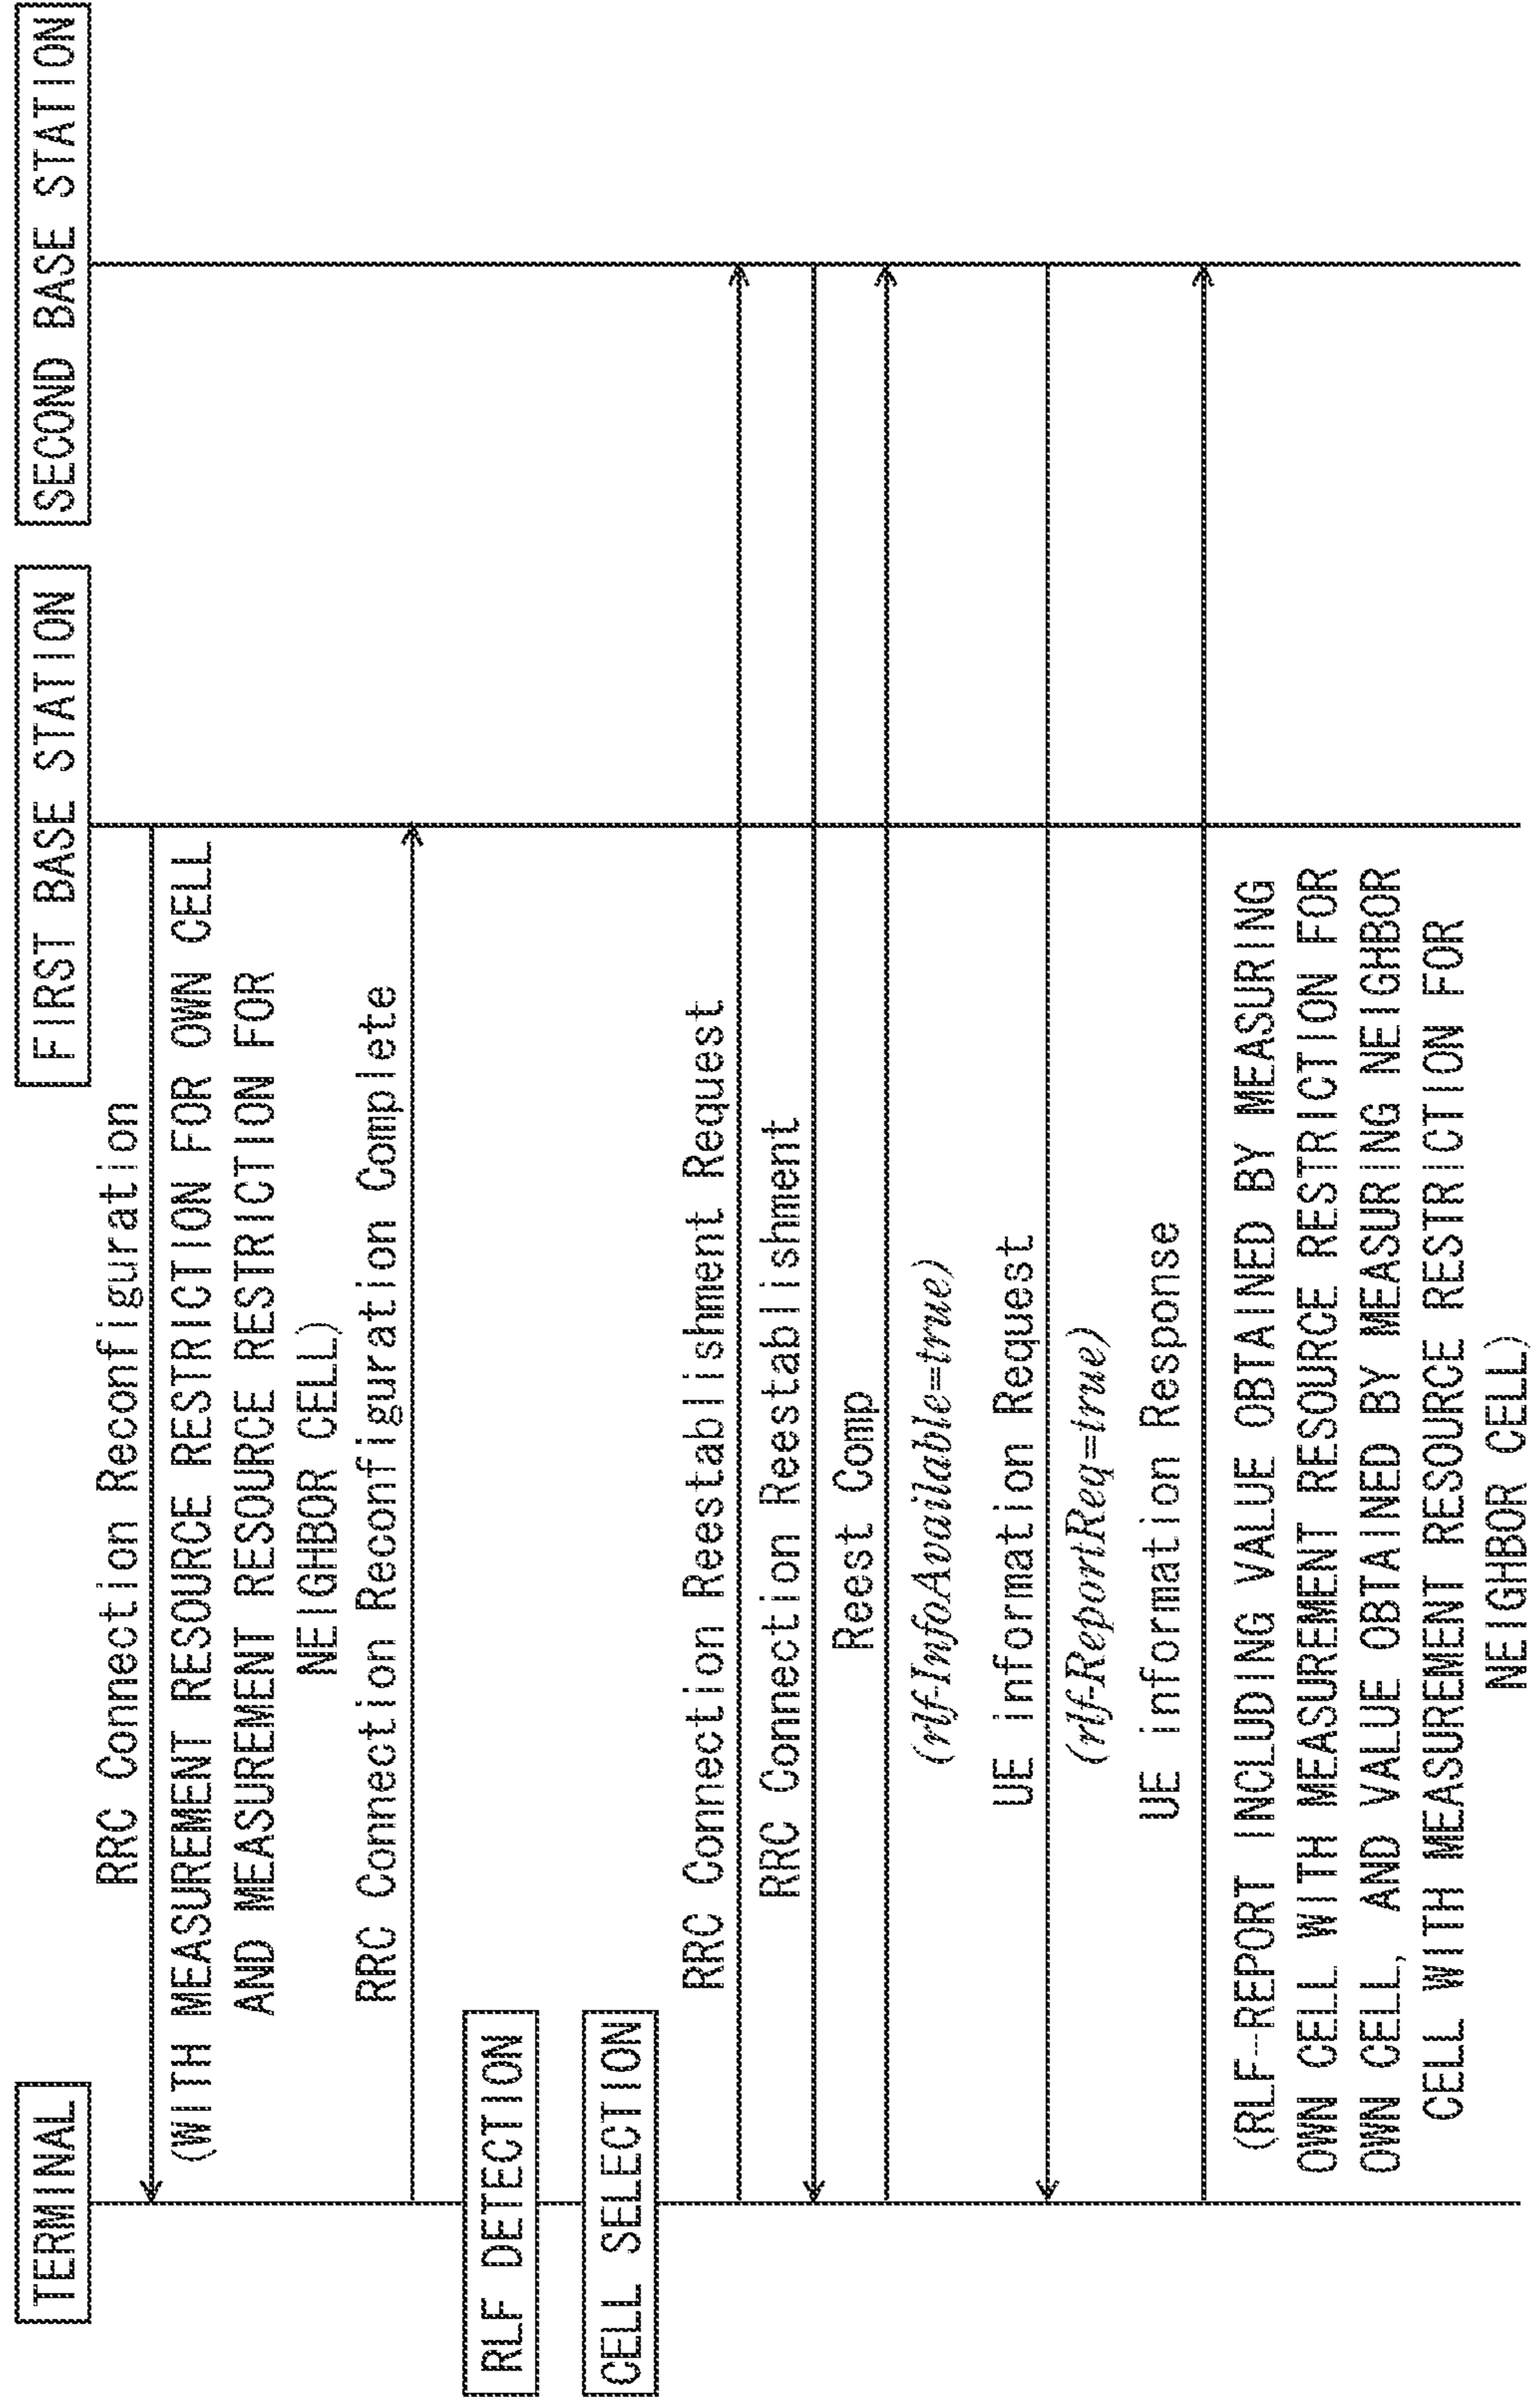 TERMINAL
FIRST BASE STATION
SECOND BASE STATION
RRC Connection Reconfiguration
(WITH MEASUREMENT RESOURCE RESTRICTION FOR OWN CELL
AND MEASUREMENT RESOURCE RESTRICTION FOR
NEIGHBOR CELL)
RRC Connection Reconfiguration Complete
RLF DETECTION
CELL SELECTION
RRC Connection Reestablishment Request
RRC Connection Reestablishment
Reest Comp
(rlf-InfoAvailable=true)
UE information Request
(rlf-ReportReq=true)
UE information Response
(RLF-REPORT INCLUDING VALUE OBTAINED BY MEASURING
OWN CELL WITH MEASUREMENT RESOURCE RESTRICTION FOR
OWN CELL, AND VALUE OBTAINED BY MEASURING NEIGHBOR
CELL WITH MEASUREMENT RESOURCE RESTRICTION FOR
NEIGHBOR CELL)